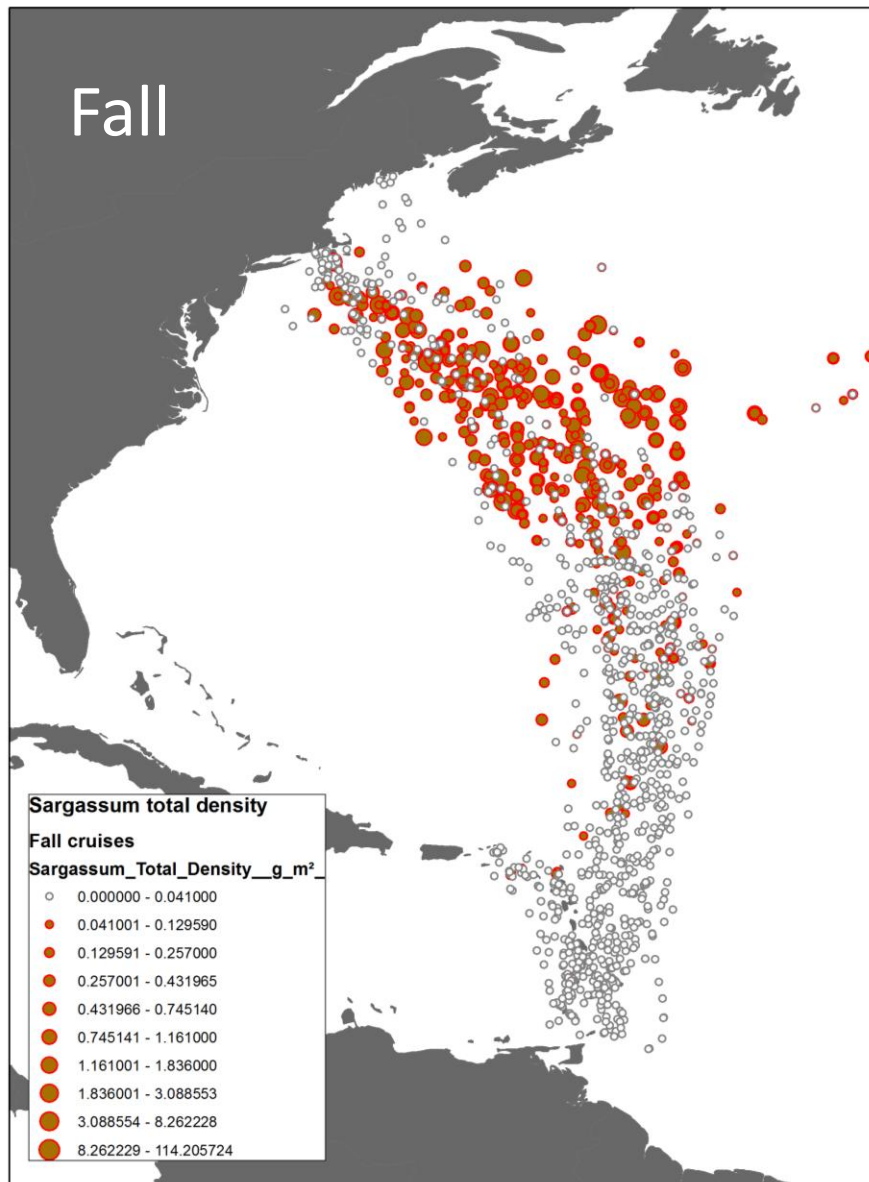 Fall
Sargassum total density
Fall cruises
Sargassum_Total_Density__g_m²_
0.000000 - 0.041000
0.041001 - 0.129590
0.129591 - 0.257000
0.257001 - 0.431965
0.431966 - 0.745140
0.745141 - 1.161000
1.161001 - 1.836000
1.836001 - 3.088553
3.088554 - 8.262228
8.262229 - 114.205724